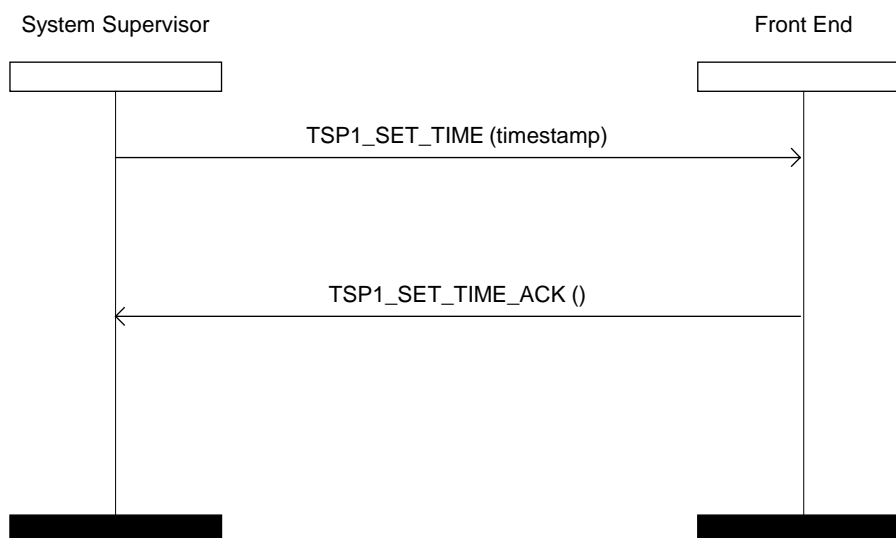 System Supervisor
Front End
TSP1_SET_TIME (timestamp)
TSP1_SET_TIME_ACK ()